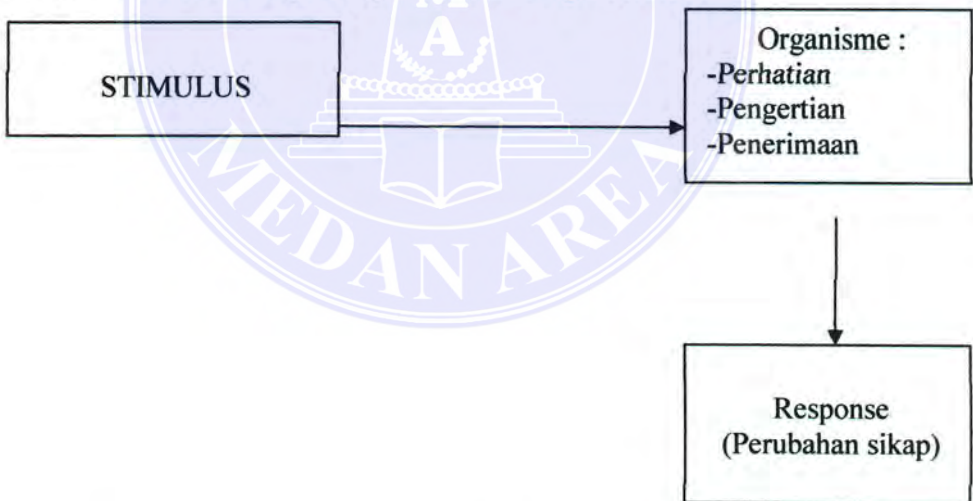 M
A
STIMULUS
Organisme :
-Perhatian
-Pengertian
-Penerimaan
MEDAN AREA
Response
(Perubahan sikap)